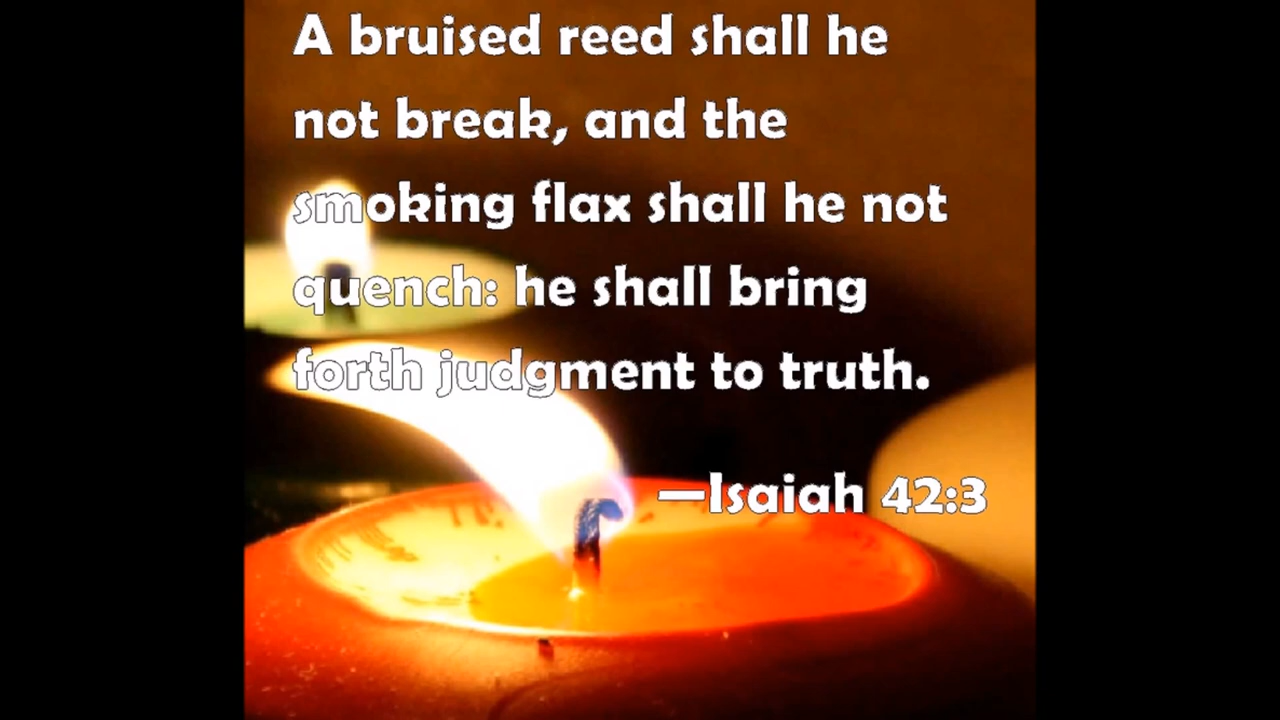 A bruised reed shall he
not break, and the
smoking flax shall he not
quench: he shall bring
forth judgment to truth.
—Isaiah 42:3